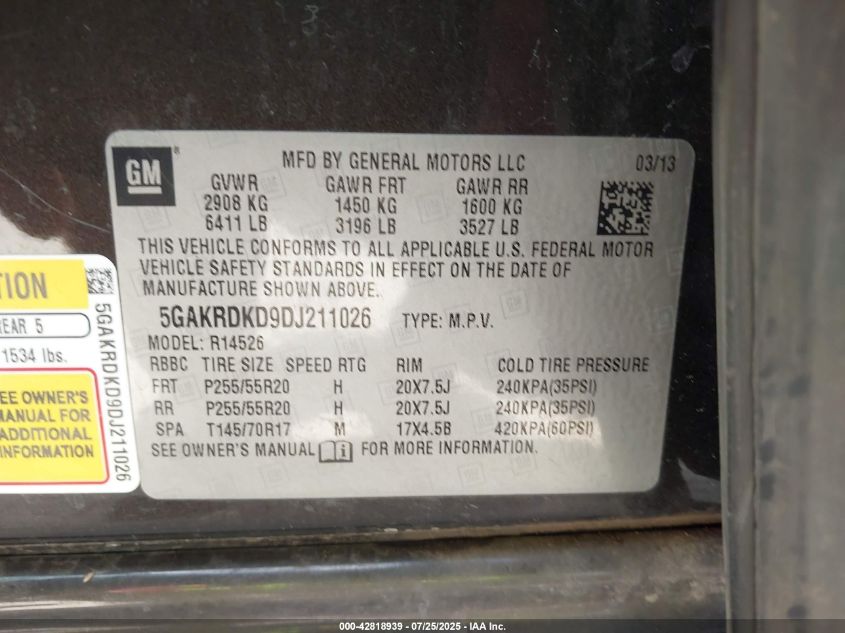 GM
®
MFD BY GENERAL MOTORS LLC 03/13
GVWR GAWR FRT GAWR RR
2908 KG 1450 KG 1600 KG
6411 LB 3196 LB 3527 LB
THIS VEHICLE CONFORMS TO ALL APPLICABLE U.S. FEDERAL MOTOR
VEHICLE SAFETY STANDARDS IN EFFECT ON THE DATE OF
MANUFACTURE SHOWN ABOVE.
5GAKRDKD9DJ211026 TYPE: M.P.V.
MODEL: R14526
RBBC TIRE SIZE SPEED RTG RIM COLD TIRE PRESSURE
FRT P255/55R20 H 20X7.5J 240KPA(35PSI)
RR P255/55R20 H 20X7.5J 240KPA(35PSI)
SPA T145/70R17 M 17X4.5B 420KPA(60PSI)
SEE OWNER'S MANUAL i FOR MORE INFORMATION.
TION
REAR 5
1534 lbs.
SEE OWNER'S
MANUAL FOR
ADDITIONAL
INFORMATION
5GAKRDKD9DJ211026
000-42818939 - 07/25/2025 - IAA Inc.